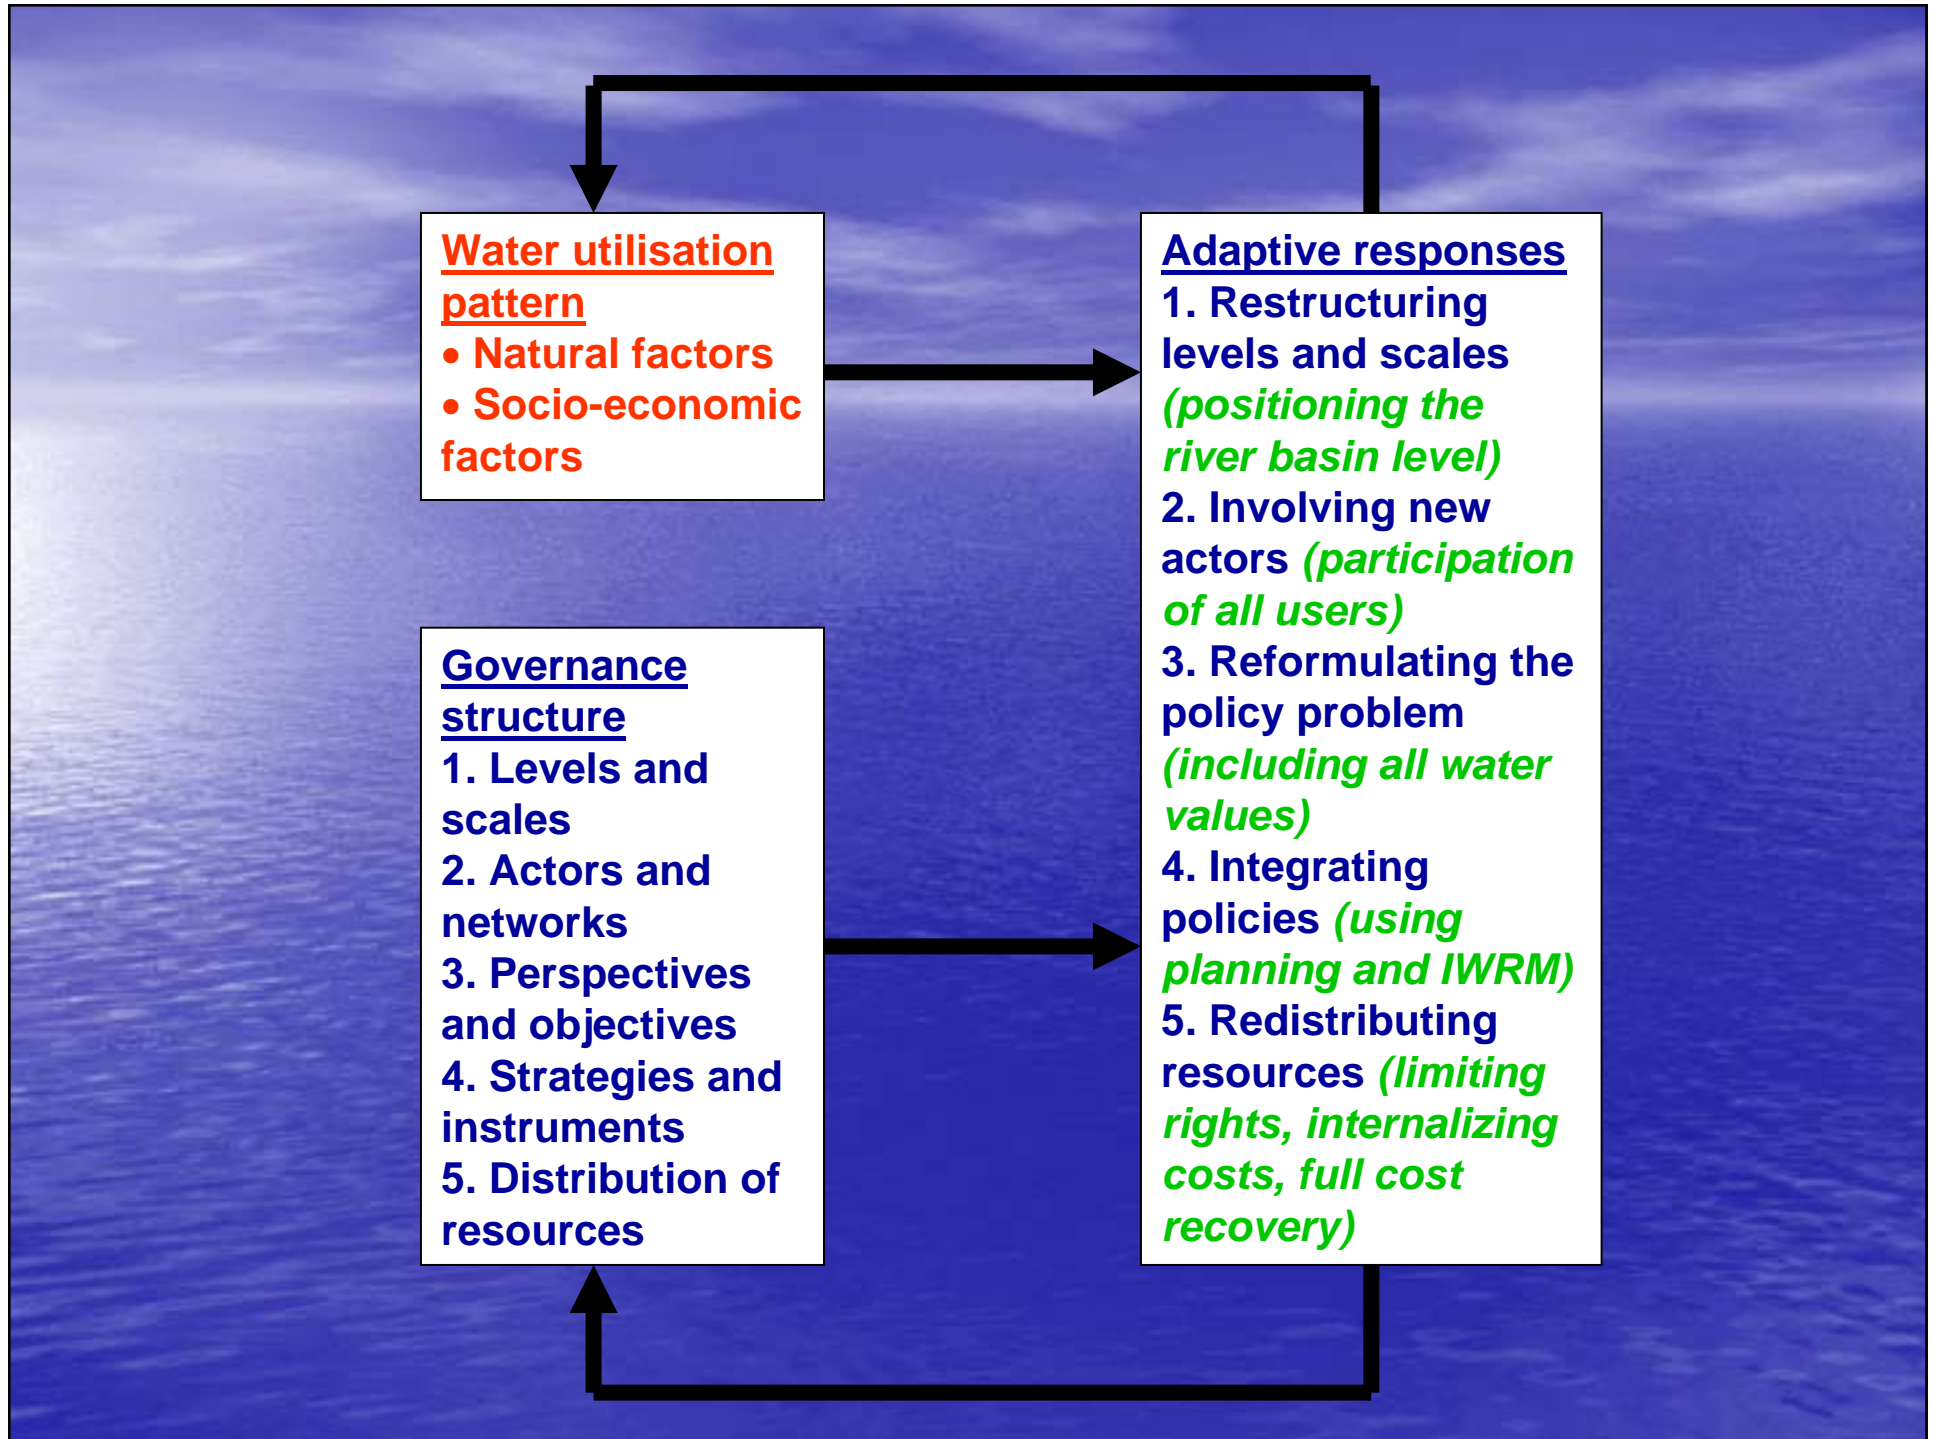 Water utilisation
pattern
• Natural factors
• Socio-economic
factors
Governance
structure
1. Levels and
scales
2. Actors and
networks
3. Perspectives
and objectives
4. Strategies and
instruments
5. Distribution of
resources
Adaptive responses
1. Restructuring
levels and scales
(positioning the
river basin level)
2. Involving new
actors (participation
of all users)
3. Reformulating the
policy problem
(including all water
values)
4. Integrating
policies (using
planning and IWRM)
5. Redistributing
resources (limiting
rights, internalizing
costs, full cost
recovery)